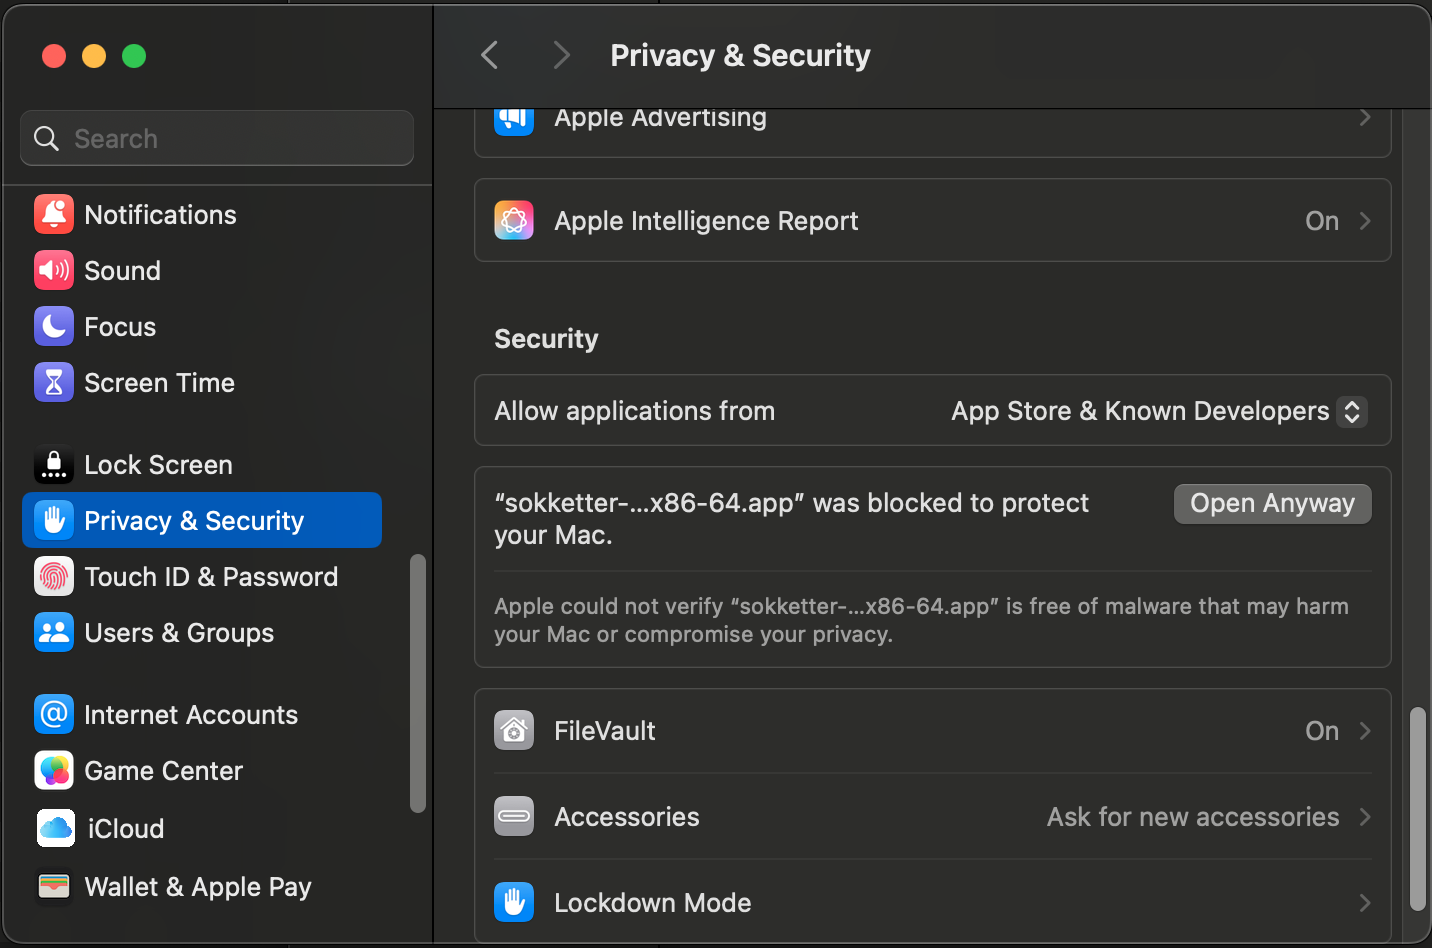 Privacy & Security
Search
Notifications
Sound
Focus
Screen Time
Lock Screen
Privacy & Security
Touch ID & Password
Users & Groups
Internet Accounts
Game Center
iCloud
Wallet & Apple Pay
Apple Advertising
Apple Intelligence Report On
Security
Allow applications from App Store & Known Developers
“sokketter-...x86-64.app” was blocked to protect
your Mac.
Open Anyway
Apple could not verify “sokketter-...x86-64.app” is free of malware that may harm
your Mac or compromise your privacy.
FileVault On
Accessories Ask for new accessories
Lockdown Mode